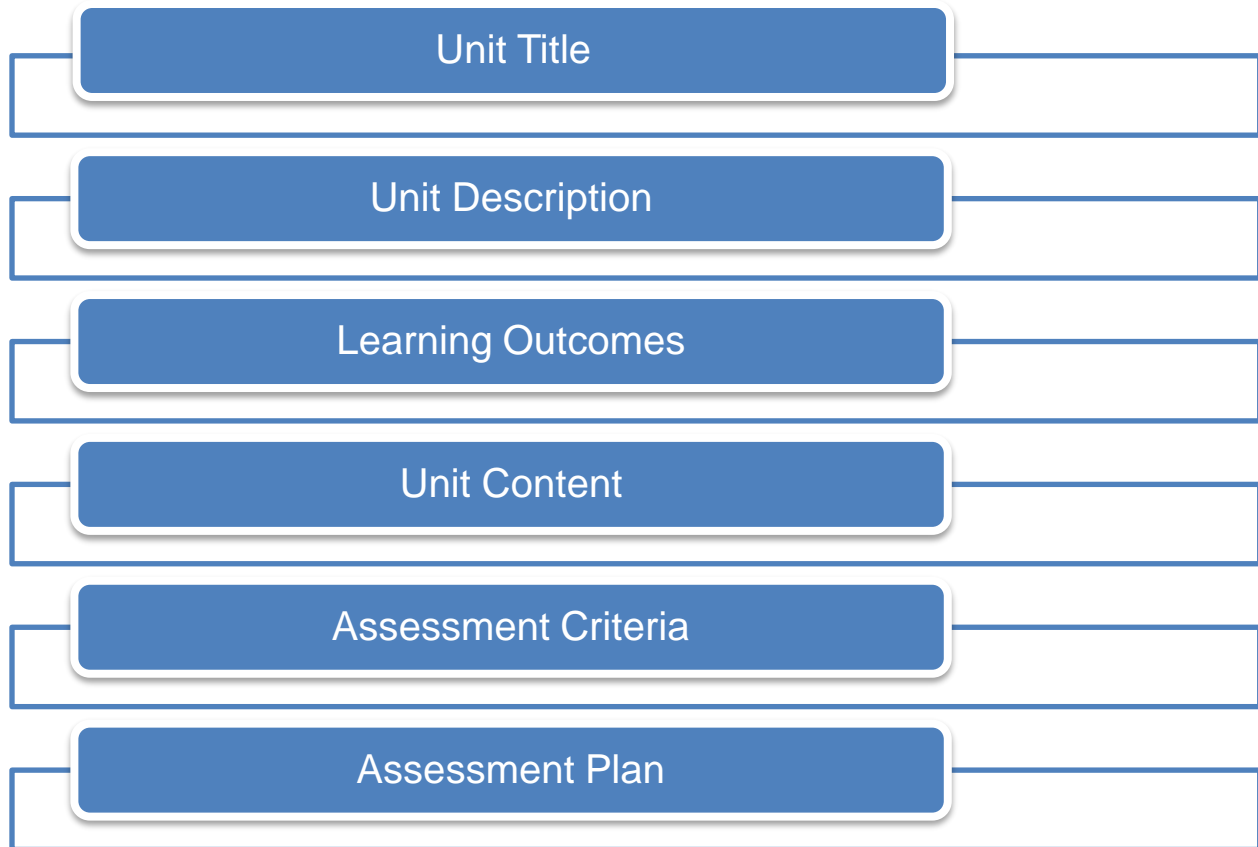 Unit Title
Unit Description
Learning Outcomes
Unit Content
Assessment Criteria
Assessment Plan